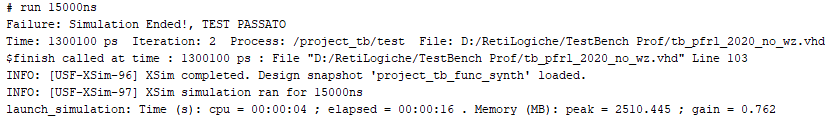 # run 15000ns
Failure: Simulation Ended!, TEST PASSATO
Time: 1300100 ps  Iteration: 2  Process: /project_tb/test  File: D:/RetiLogiche/TestBench Prof/tb_pfrl_2020_no_wz.vhd
$finish called at time : 1300100 ps : File "D:/RetiLogiche/TestBench Prof/tb_pfrl_2020_no_wz.vhd" Line 103
INFO: [USF-XSim-96] XSim completed. Design snapshot 'project_tb_func_synth' loaded.
INFO: [USF-XSim-97] XSim simulation ran for 15000ns
launch_simulation: Time (s): cpu = 00:00:04 ; elapsed = 00:00:16 . Memory (MB): peak = 2510.445 ; gain = 0.762